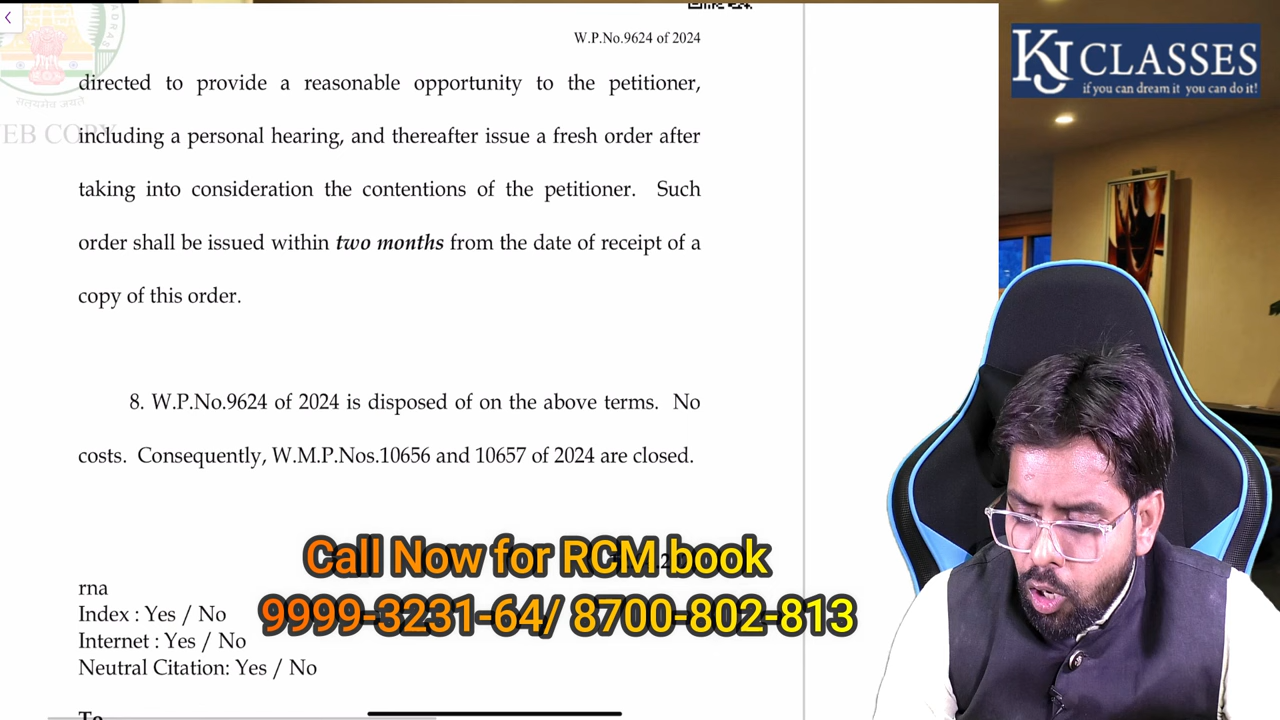 W.P.No.9624 of 2024
सत्यमेव जयते
directed to provide a reasonable opportunity to the petitioner,
including a personal hearing, and thereafter issue a fresh order after
taking into consideration the contentions of the petitioner. Such
order shall be issued within two months from the date of receipt of a
copy of this order.
8. W.P.No.9624 of 2024 is disposed of on the above terms. No
costs. Consequently, W.M.P.Nos.10656 and 10657 of 2024 are closed.
rna
Index : Yes / No
Internet : Yes / No
Neutral Citation: Yes / No
To
Call Now for RCM book
9999-3231-64/ 8700-802-813
KJ CLASSES
if you can dream it you can do it!